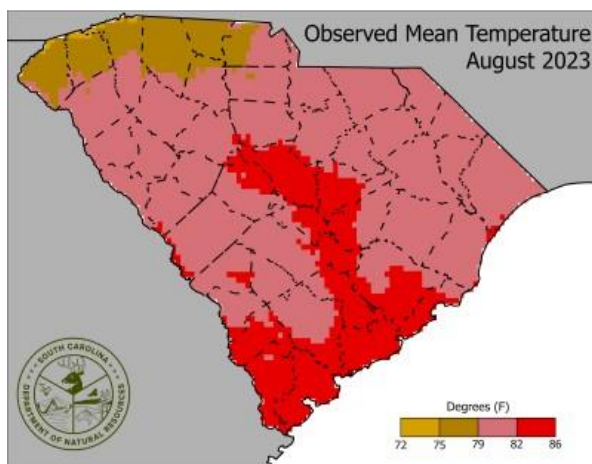 Observed Mean Temperature
August 2023
SOUTH CAROLINA
DEPARTMENT OF NATURAL RESOURCES
Degrees (F)
72 75 79 82 86